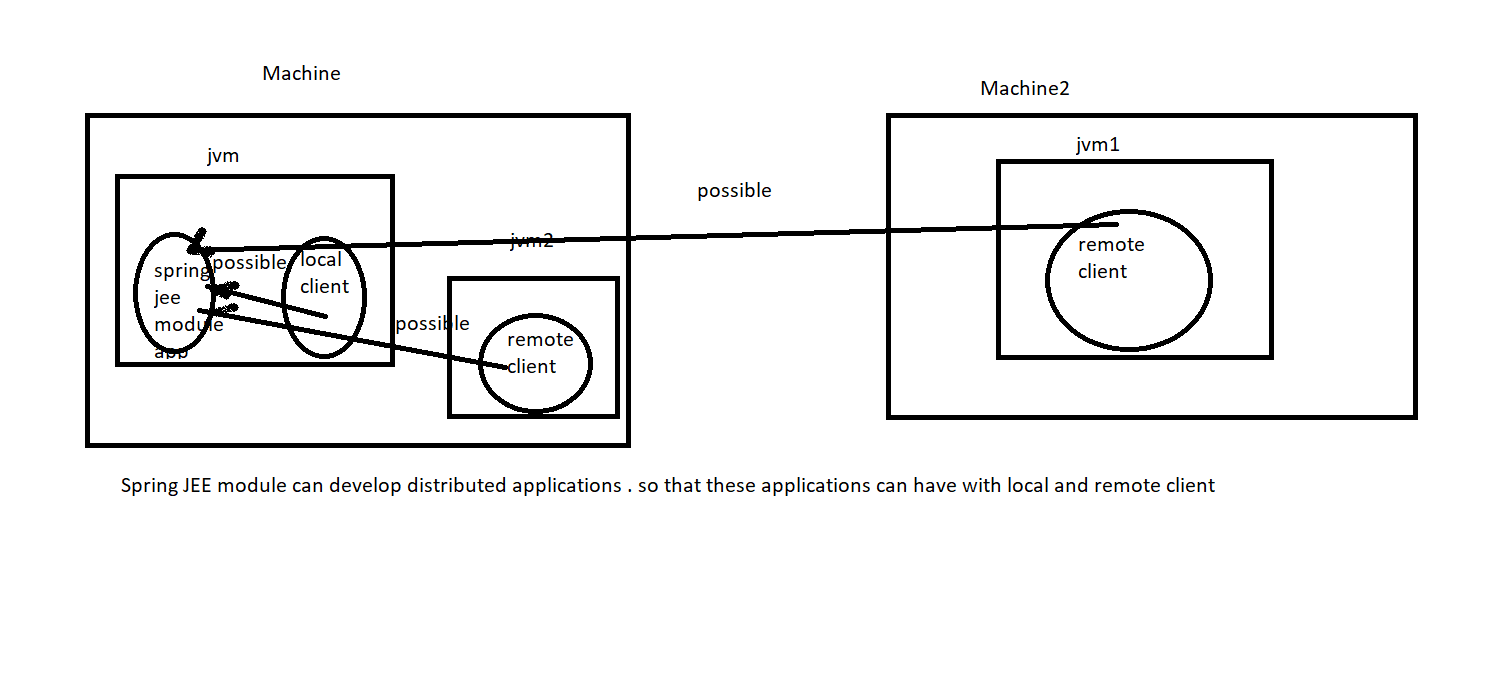 Machine
Machine2
jvm
jvm1
possible
jvm2
spring
jee
module
app
possible
local
client
possible
remote
client
remote
client
Spring JEE module can develop distributed applications . so that these applications can have with local and remote client